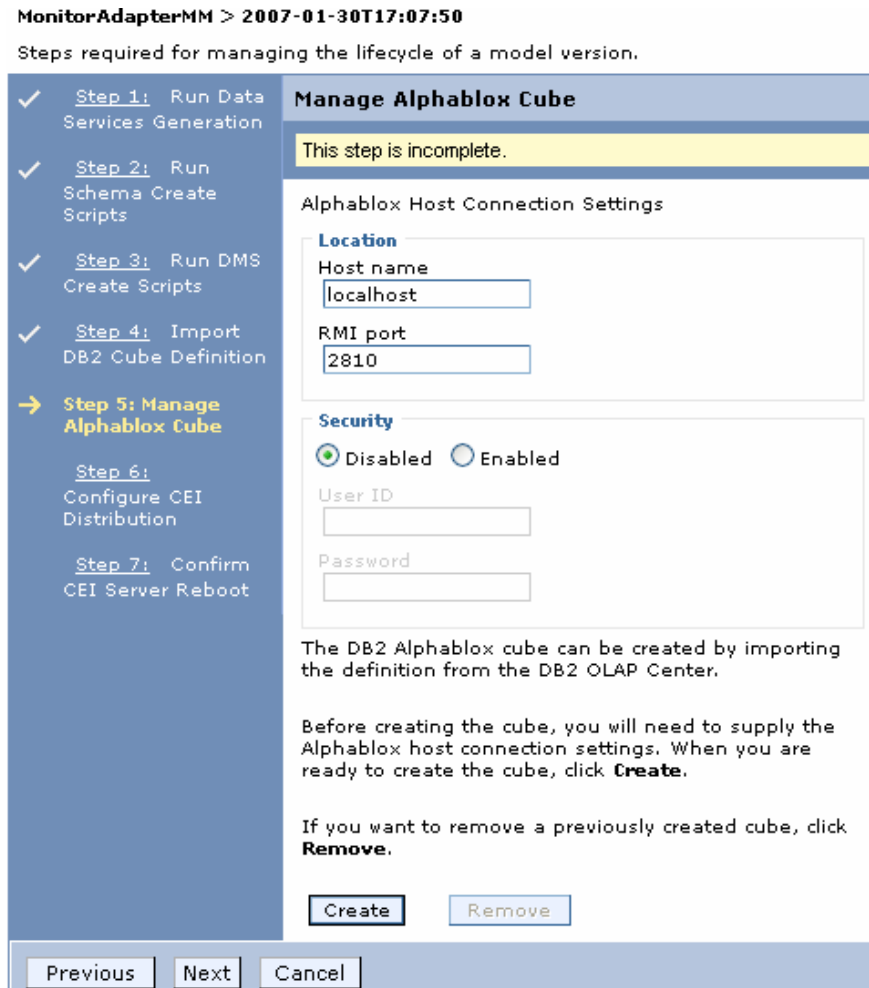 MonitorAdapterMM > 2007-01-30T17:07:50
Steps required for managing the lifecycle of a model version.
Step 1: Run Data
Services Generation
Step 2: Run
Schema Create
Scripts
Step 3: Run DMS
Create Scripts
Step 4: Import
DB2 Cube Definition
Step 5: Manage
Alphablox Cube
Step 6:
Configure CEI
Distribution
Step 7: Confirm
CEI Server Reboot
Manage Alphablox Cube
This step is incomplete.
Alphablox Host Connection Settings
Location
Host name
localhost
RMI port
2810
Security
Disabled Enabled
User ID
Password
The DB2 Alphablox cube can be created by importing
the definition from the DB2 OLAP Center.
Before creating the cube, you will need to supply the
Alphablox host connection settings. When you are
ready to create the cube, click Create.
If you want to remove a previously created cube, click
Remove.
Create Remove
Previous Next Cancel